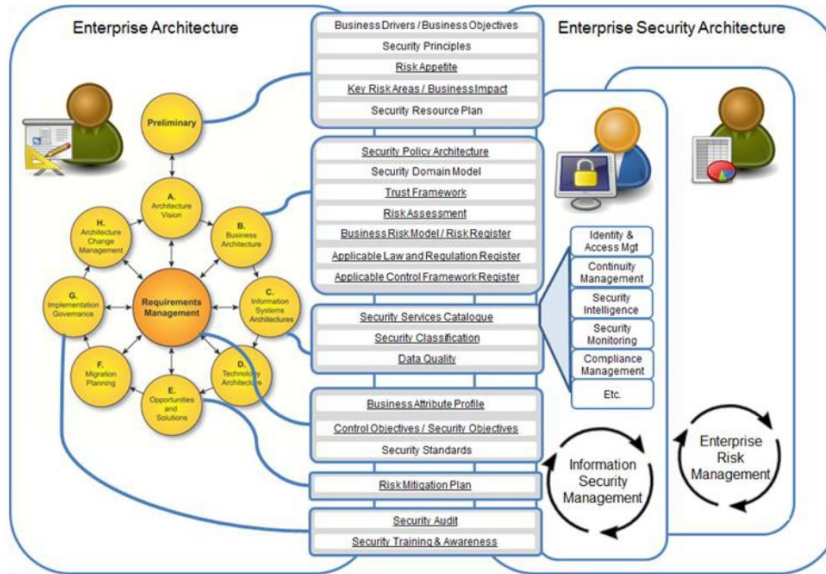 Enterprise Architecture
Enterprise Security Architecture
Preliminary
A.
Architecture
Vision
B.
Business
Architecture
C.
Information
Systems
Architectures
D.
Technology
Architecture
E.
Opportunities
and
Solutions
F.
Migration
Planning
G.
Implementation
Governance
H.
Architecture
Change
Management
Requirements
Management
Business Drivers / Business Objectives
Security Principles
Risk Appetite
Key Risk Areas / Business Impact
Security Resource Plan
Security Policy Architecture
Security Domain Model
Trust Framework
Risk Assessment
Business Risk Model / Risk Register
Applicable Law and Regulation Register
Applicable Control Framework Register
Security Services Catalogue
Security Classification
Data Quality
Business Attribute Profile
Control Objectives / Security Objectives
Security Standards
Risk Mitigation Plan
Security Audit
Security Training & Awareness
Identity &
Access Mgt
Continuity
Management
Security
Intelligence
Security
Monitoring
Compliance
Management
Etc.
Information
Security
Management
Enterprise
Risk
Management